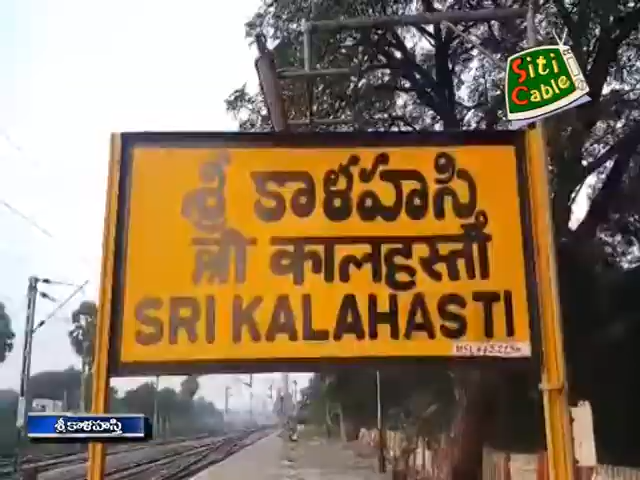 Siti
Cable
శ్రీ కాళహస్తి
श्री कालहस्ती
SRI KALAHASTI
శ్రీకాళహస్తి